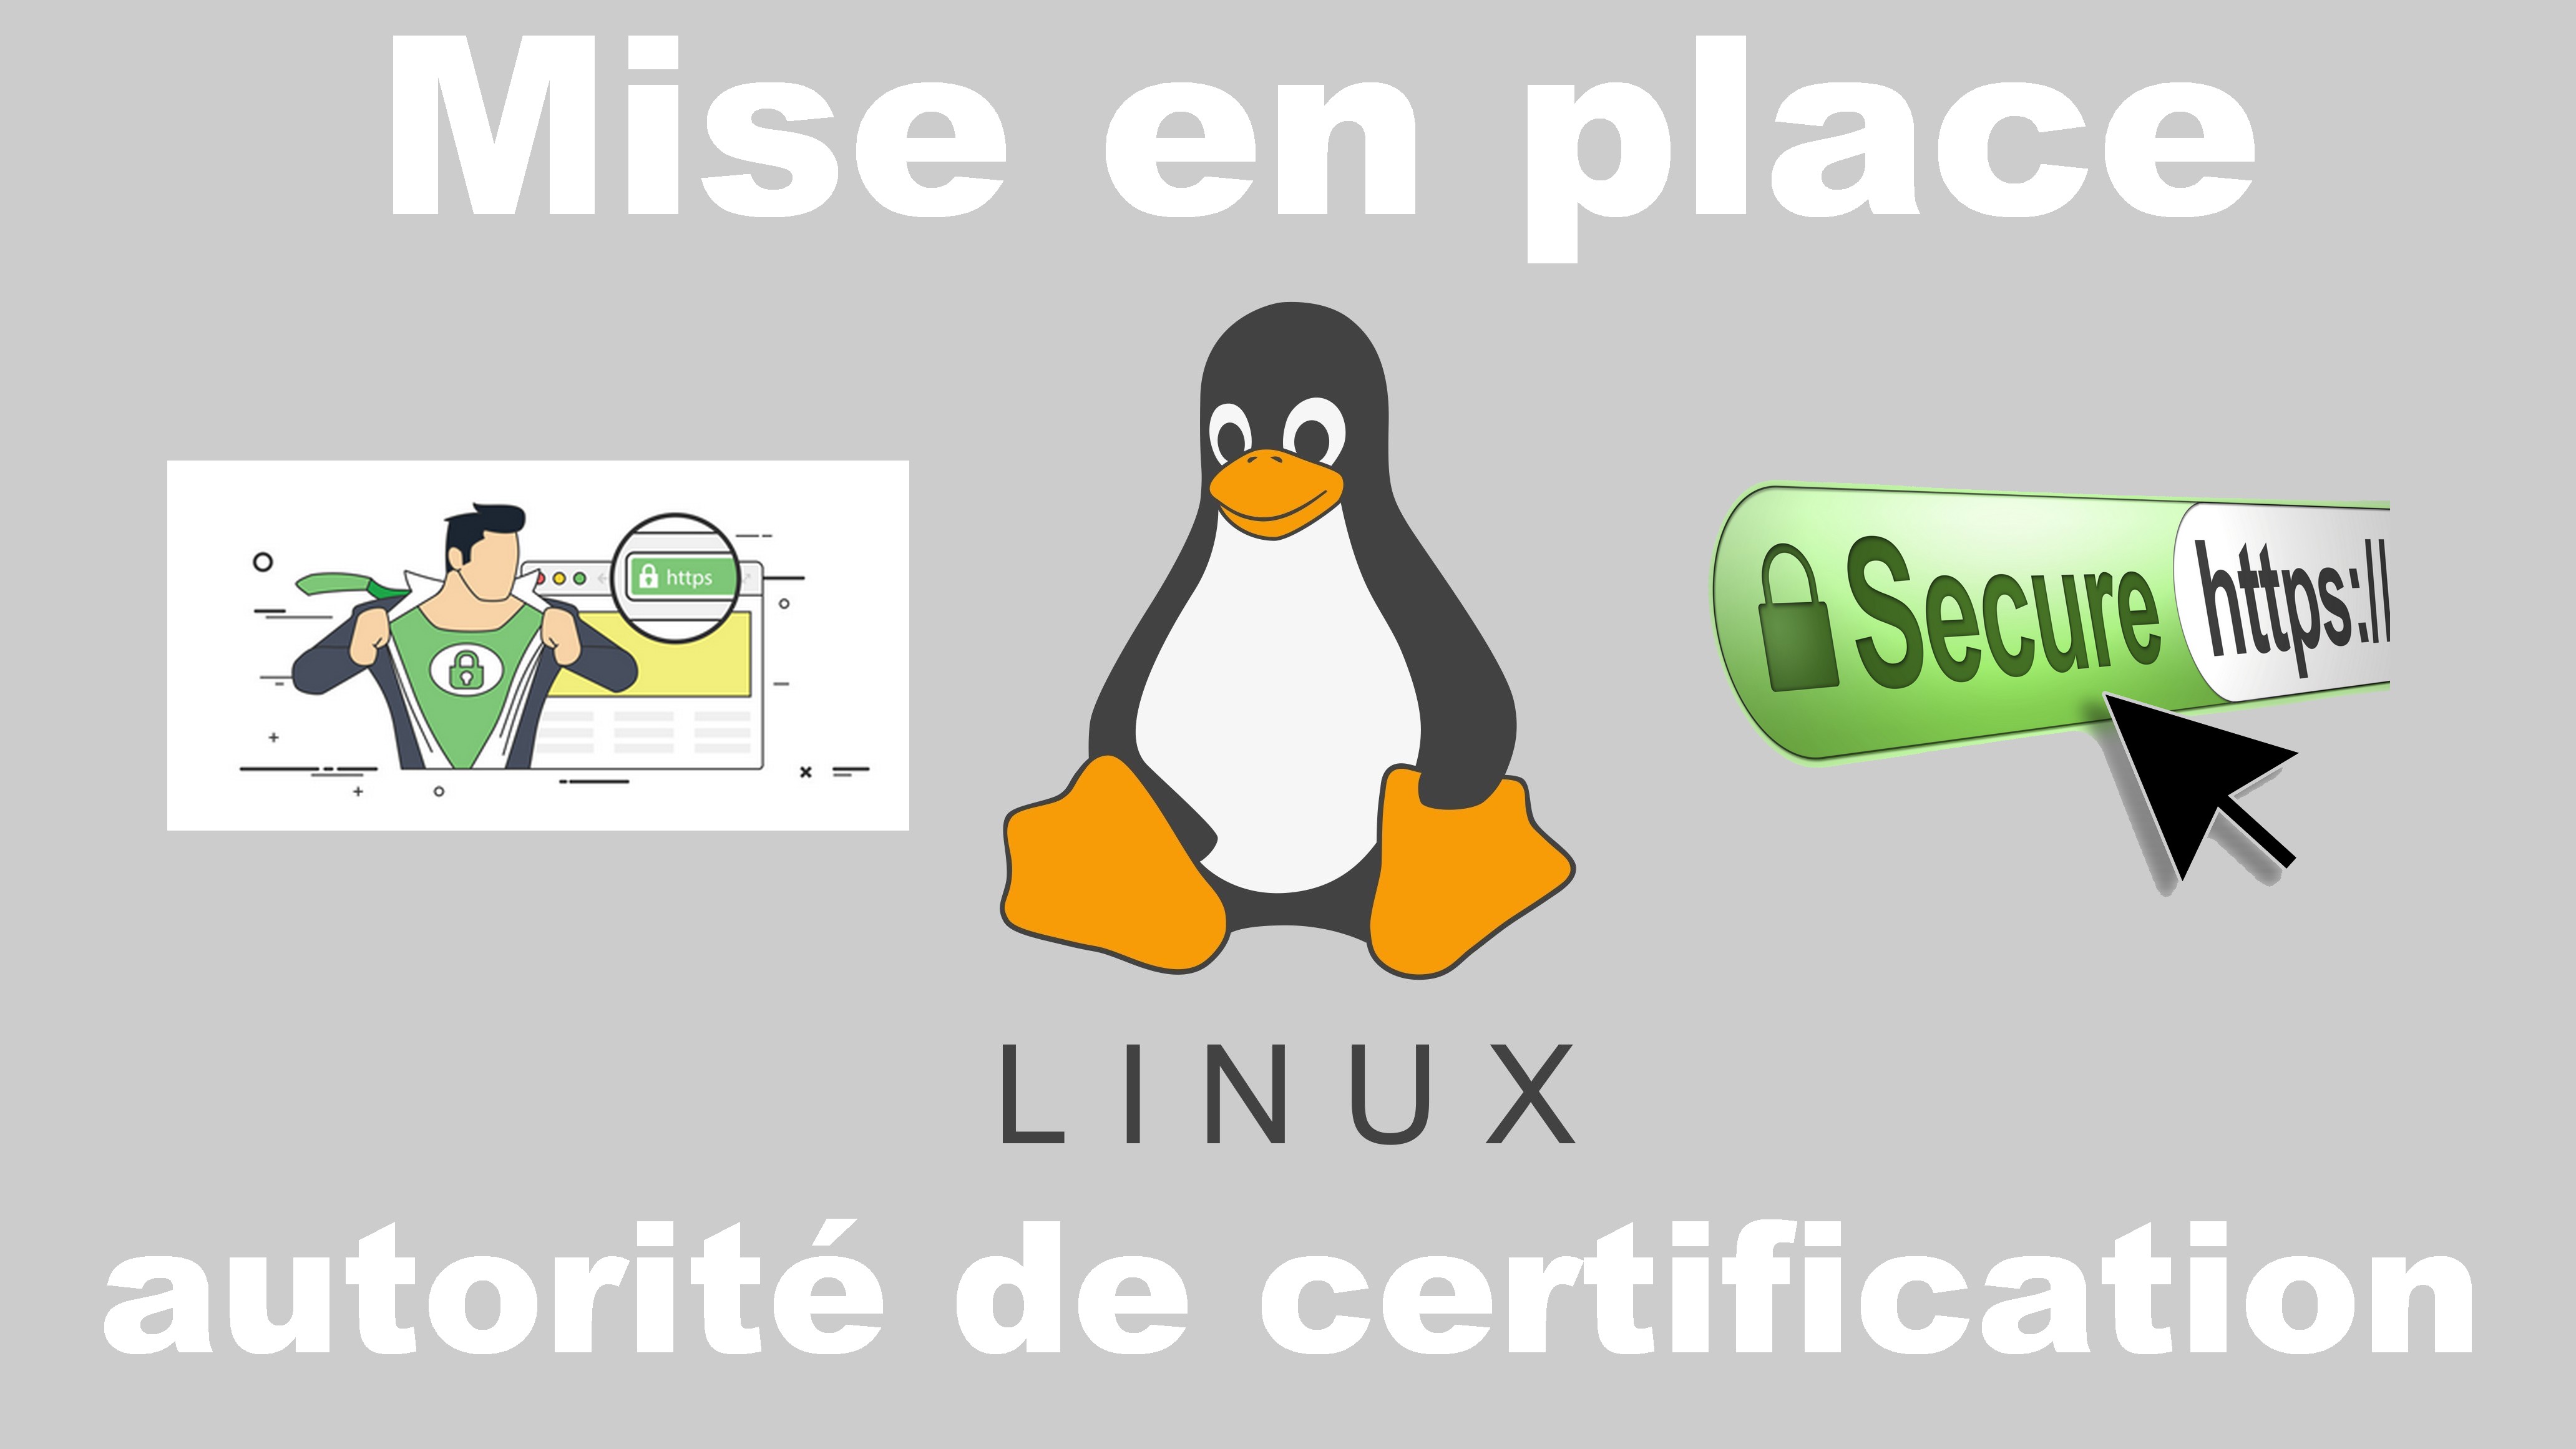 Mise en place
https
Secure https://
LINUX
autorité de certification